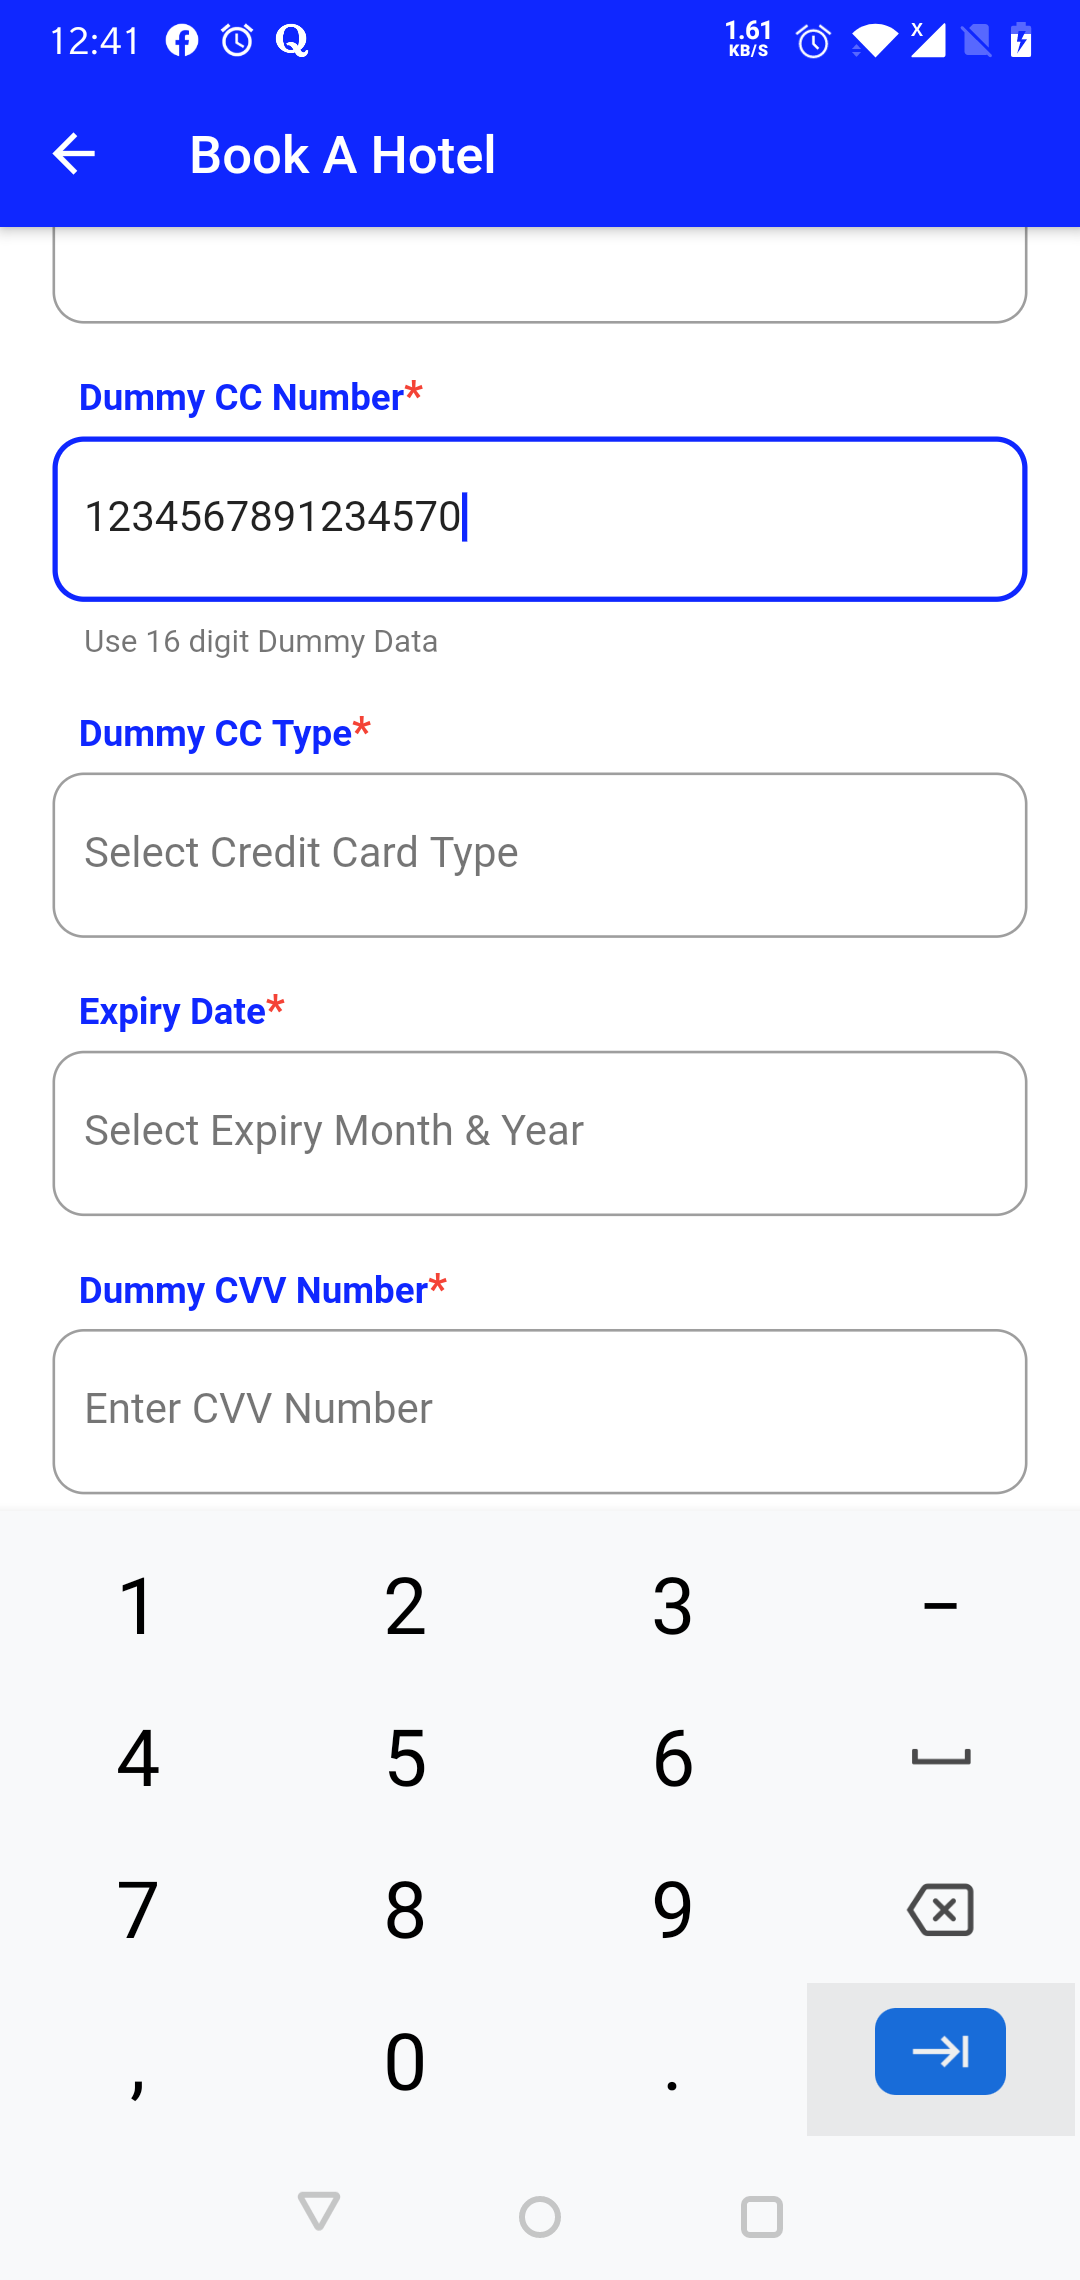 12:41
1.61
KB/S
X
Book A Hotel
Dummy CC Number*
1234567891234570
Use 16 digit Dummy Data
Dummy CC Type*
Select Credit Card Type
Expiry Date*
Select Expiry Month & Year
Dummy CVV Number*
Enter CVV Number
1 2 3 –
4 5 6
7 8 9
, 0 .